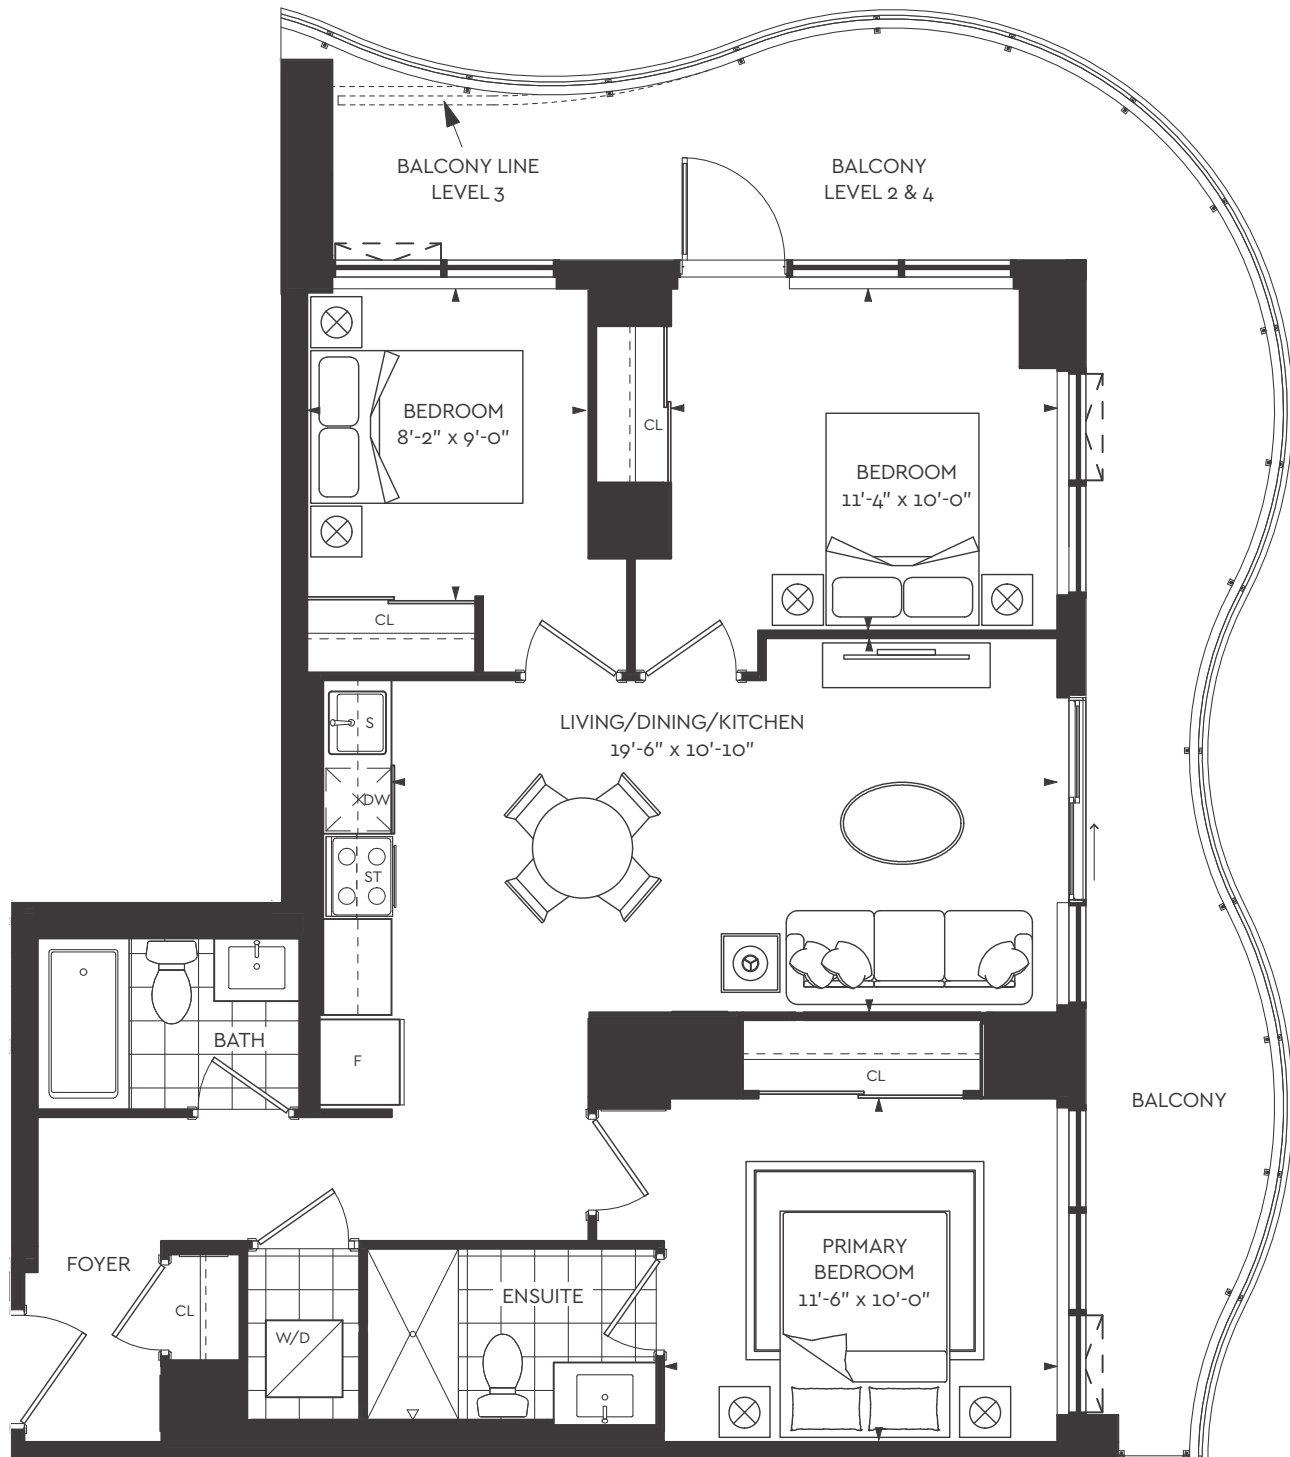 BALCONY LINE
LEVEL 3
BALCONY
LEVEL 2 & 4
BEDROOM
8'-2" x 9'-0"
CL
BEDROOM
11'-4" x 10'-0"
CL
S
LIVING/DINING/KITCHEN
19'-6" x 10'-10"
DW
ST
BATH
F
CL
BALCONY
FOYER
PRIMARY
BEDROOM
11'-6" x 10'-0"
ENSUITE
CL
W/D